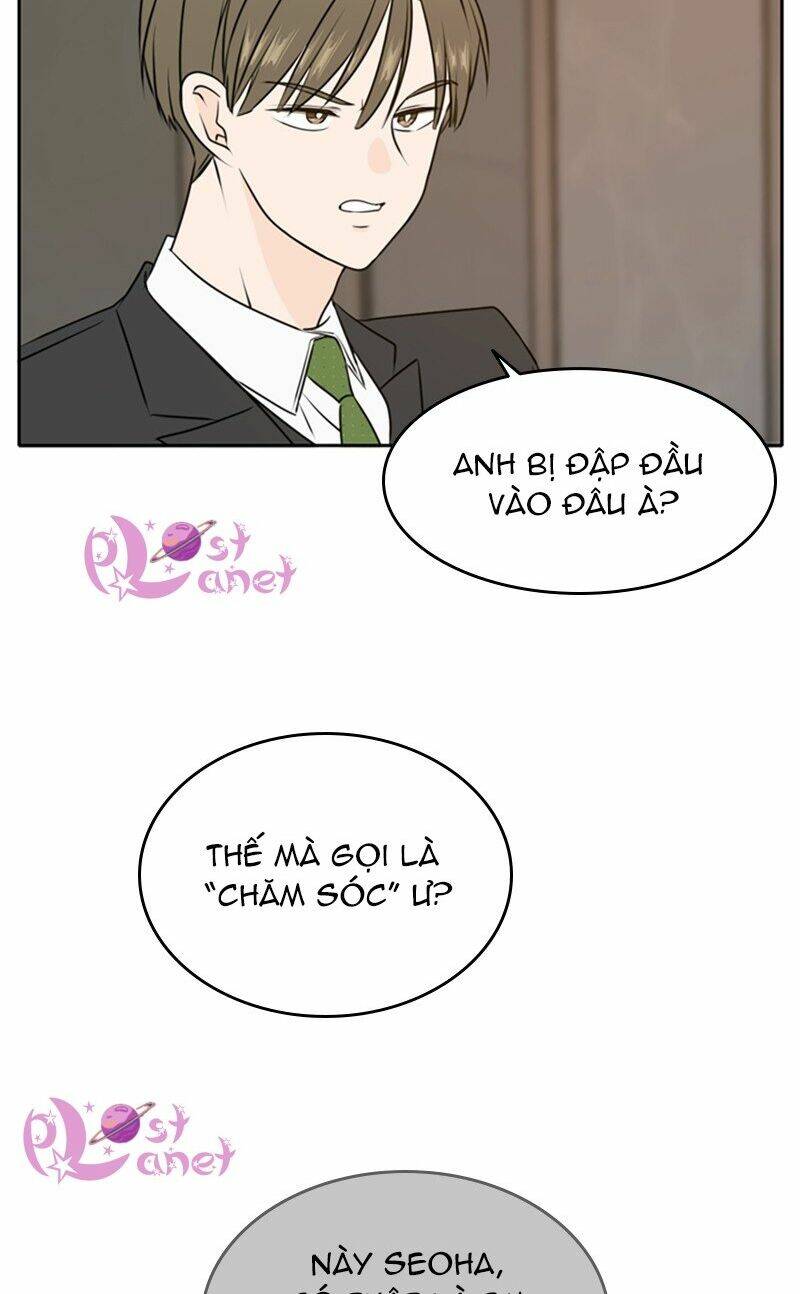 ANH BỊ ĐẬP ĐẦU
VÀO ĐÂU À?
Lost
Planet
THẾ MÀ GỌI LÀ
“CHĂM SÓC” Ư?
Lost
Planet
NÀY SEOHA,